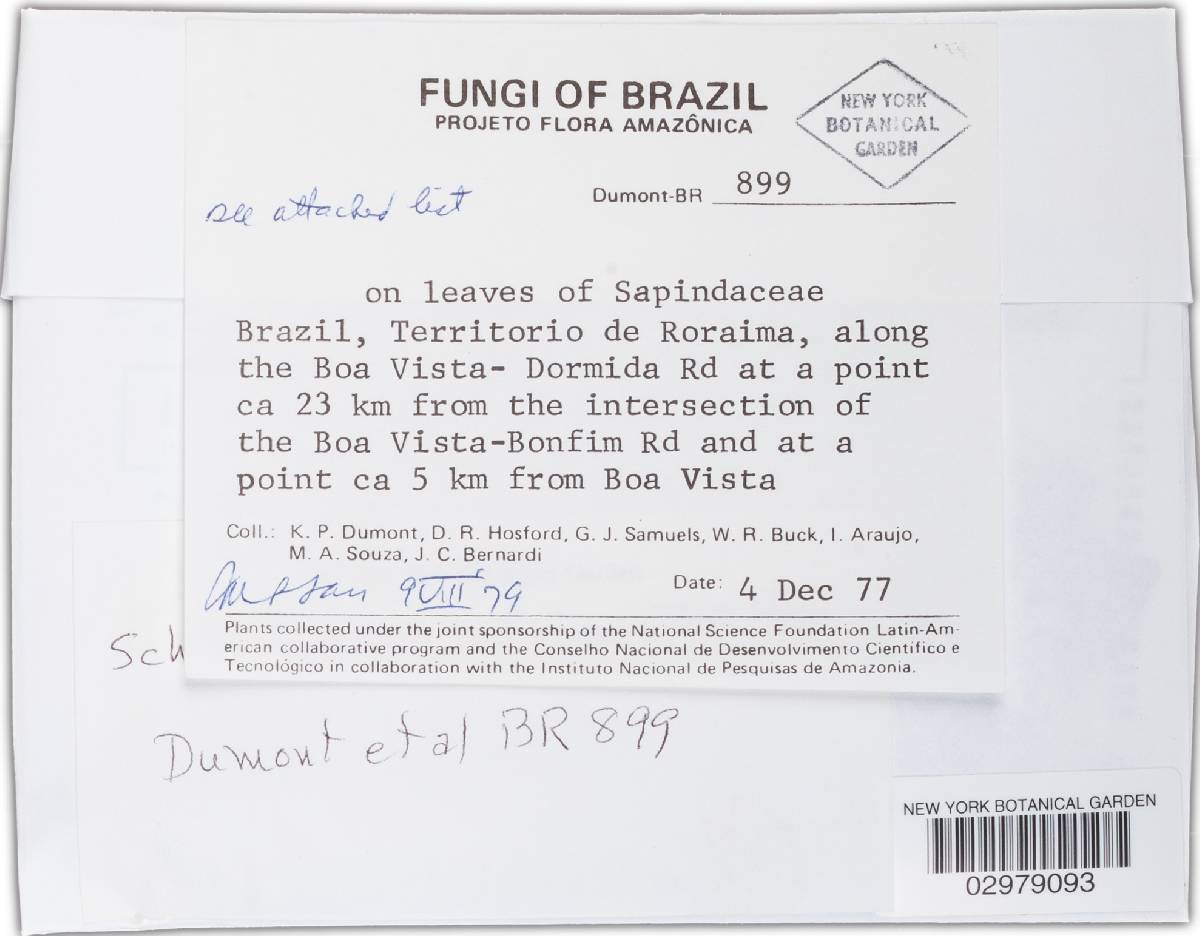 FUNGI OF BRAZIL
PROJETO FLORA AMAZÔNICA
NEW YORK
BOTANICAL
GARDEN
Dumont-BR 899
see attached list
on leaves of Sapindaceae
Brazil, Territorio de Roraima, along
the Boa Vista- Dormida Rd at a point
ca 23 km from the intersection of
the Boa Vista-Bonfim Rd and at a
point ca 5 km from Boa Vista
Coll.: K. P. Dumont, D. R. Hosford, G. J. Samuels, W. R. Buck, I. Araujo,
M. A. Souza, J. C. Bernardi
9 VIII 79
Date: 4 Dec 77
Plants collected under the joint sponsorship of the National Science Foundation Latin-Am-
erican collaborative program and the Conselho Nacional de Desenvolvimento Científico e
Tecnológico in collaboration with the Instituto Nacional de Pesquisas de Amazonia.
Sch
Dumont et al BR 899
NEW YORK BOTANICAL GARDEN
02979093